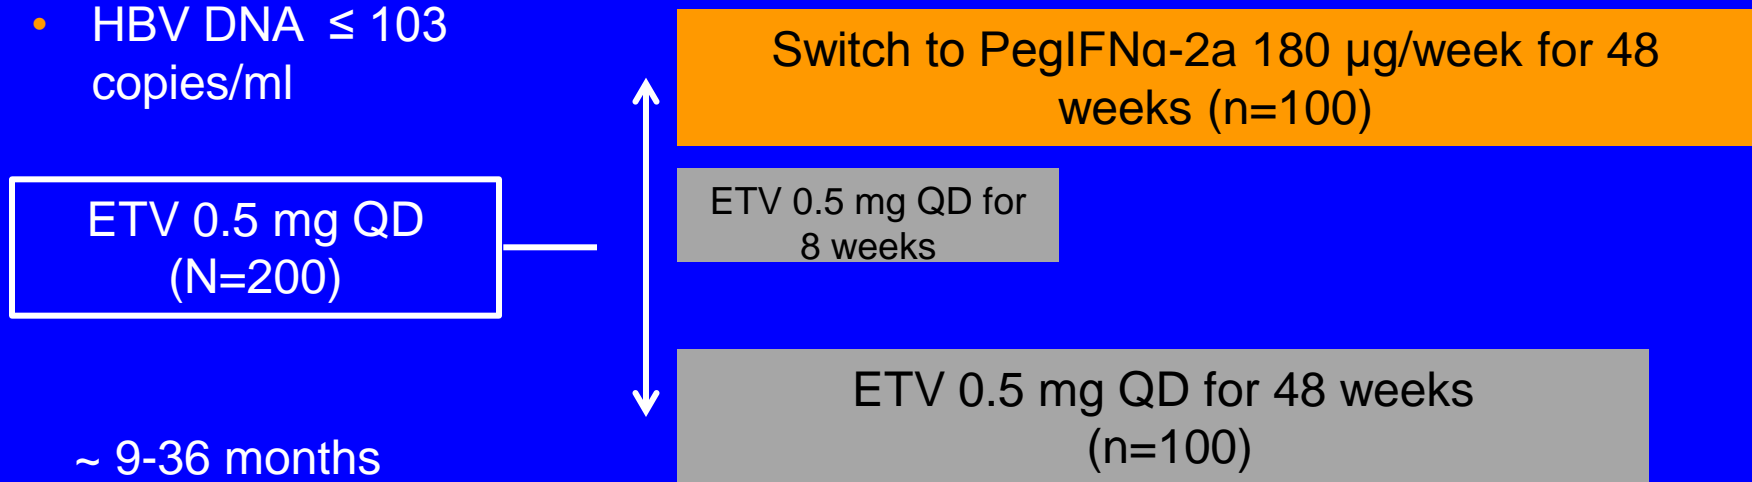 • HBV DNA ≤ 103
copies/ml
Switch to PegIFNα-2a 180 µg/week for 48
weeks (n=100)
ETV 0.5 mg QD
(N=200)
ETV 0.5 mg QD for
8 weeks
ETV 0.5 mg QD for 48 weeks
(n=100)
~ 9-36 months